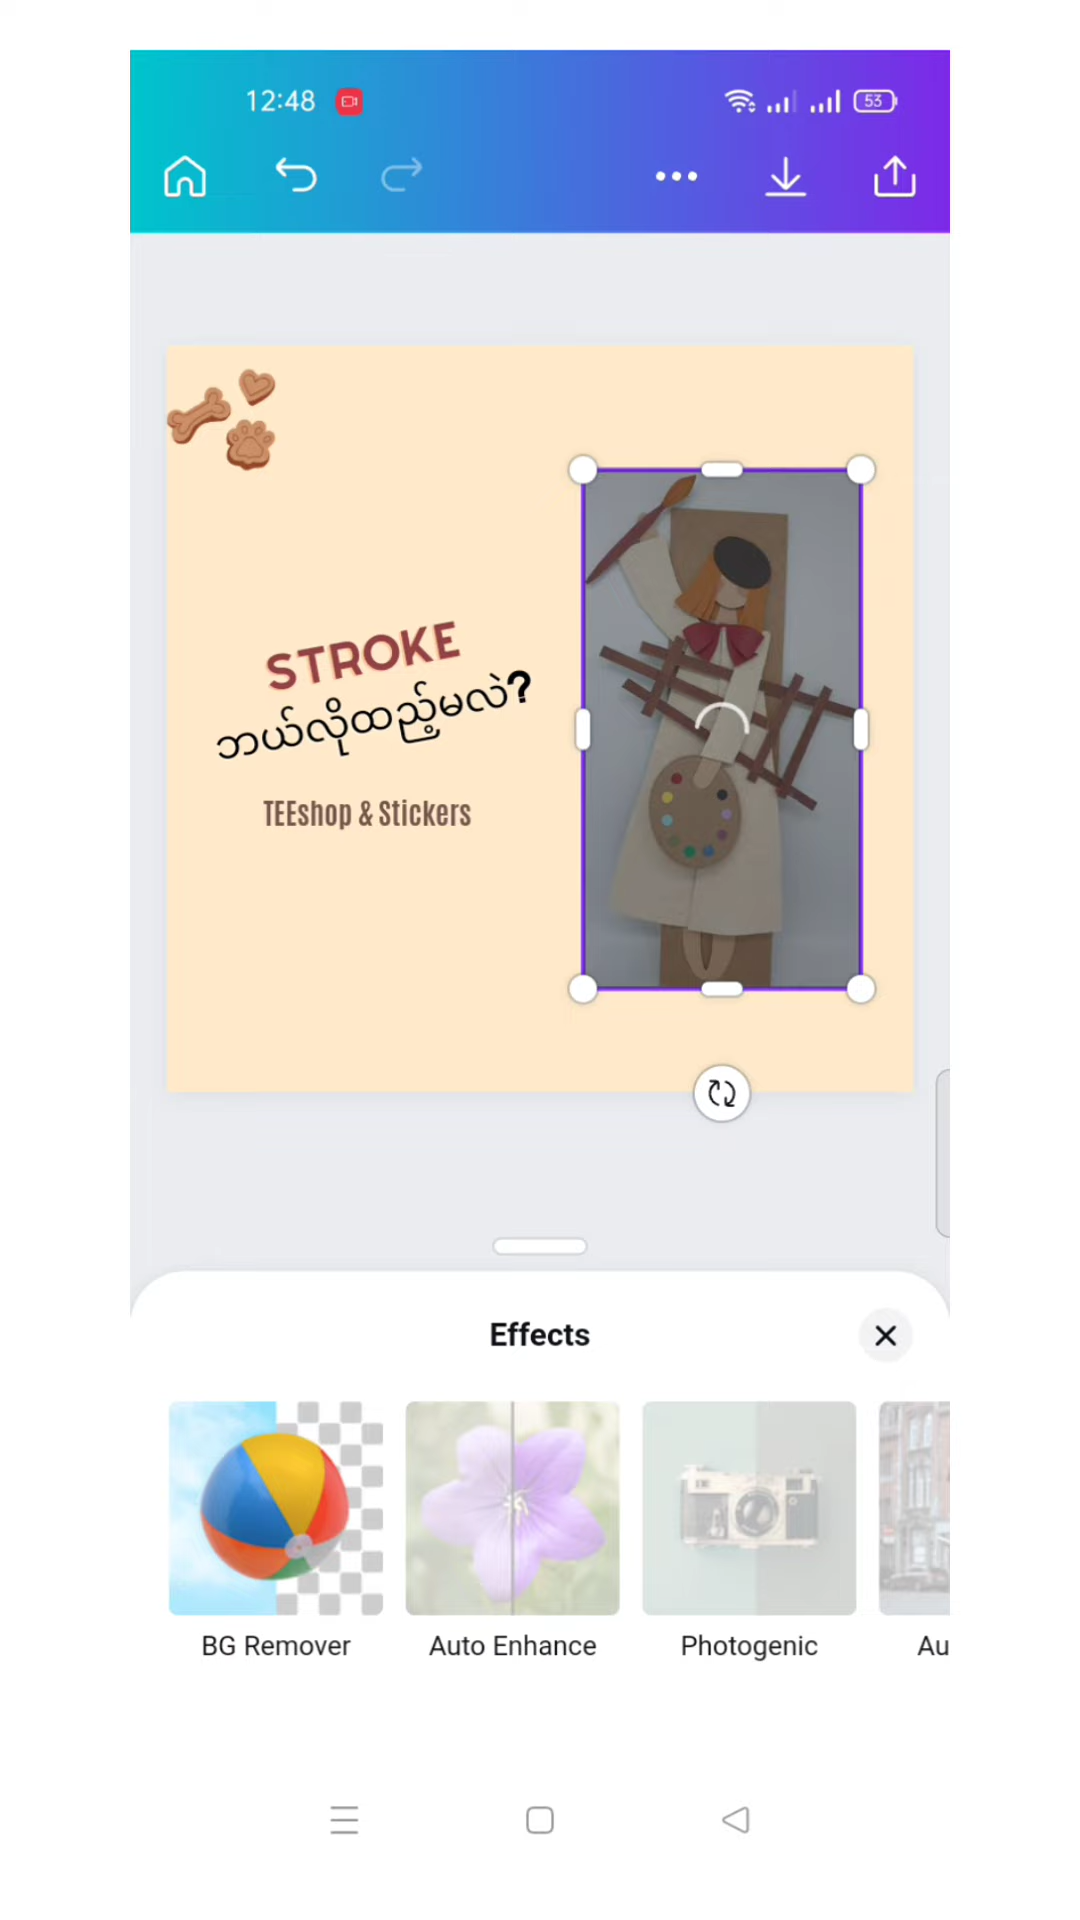 12:48
53
STROKE
ဘယ်လိုထည့်မလဲ?
TEEshop & Stickers
Effects
BG Remover
Auto Enhance
Photogenic
Au